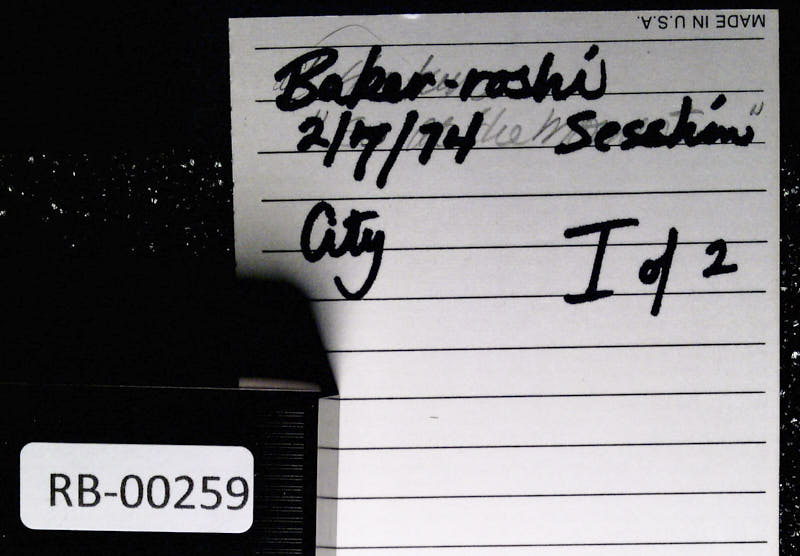 MADE IN U.S.A.
Baker-roshi
2/7/74 Sesshin"
City
I of 2
RB-00259